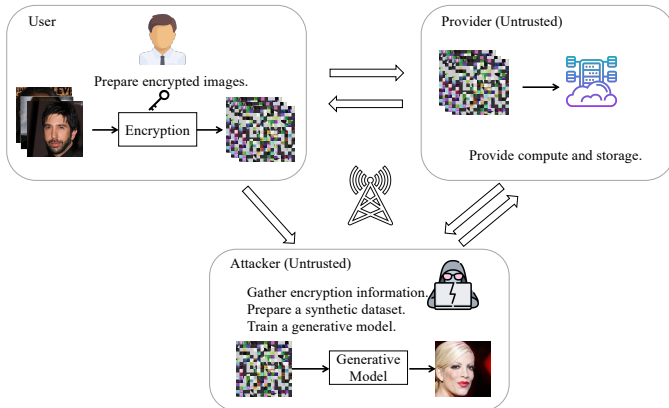 User
Prepare encrypted images.
Encryption
Provider (Untrusted)
Provide compute and storage.
Attacker (Untrusted)
Gather encryption information.
Prepare a synthetic dataset.
Train a generative model.
Generative
Model